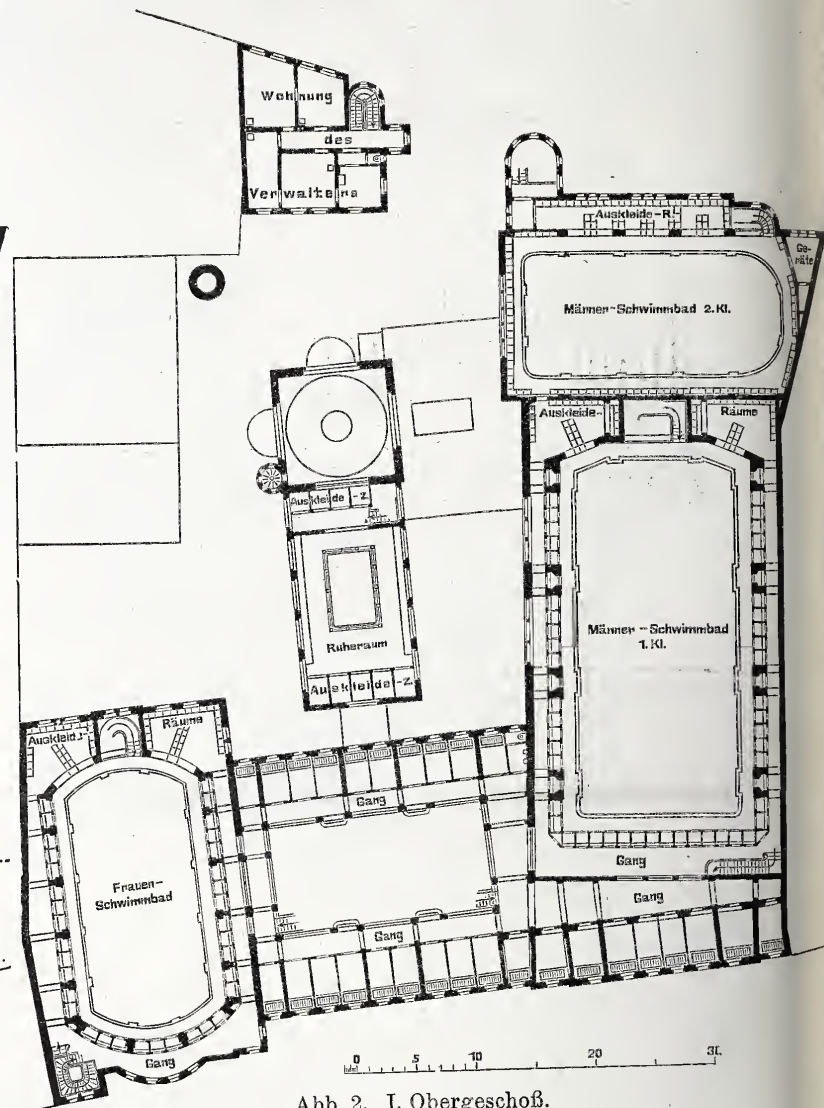 Wohnung
des
Verwalters
Auskleide-R.
Ge-
räte
Männer-Schwimmbad 2. Kl.
Auskleide-
Räume
Auskleide-Z.
Männer-Schwimmbad
1. Kl.
Ruheraum
Auskleide-Z.
Auskleide-
Räume
Gang
Gang
Frauen-
Schwimmbad
Gang
Gang
Gang
0 5 10 20 30
Abb. 2. I. Obergeschoß.